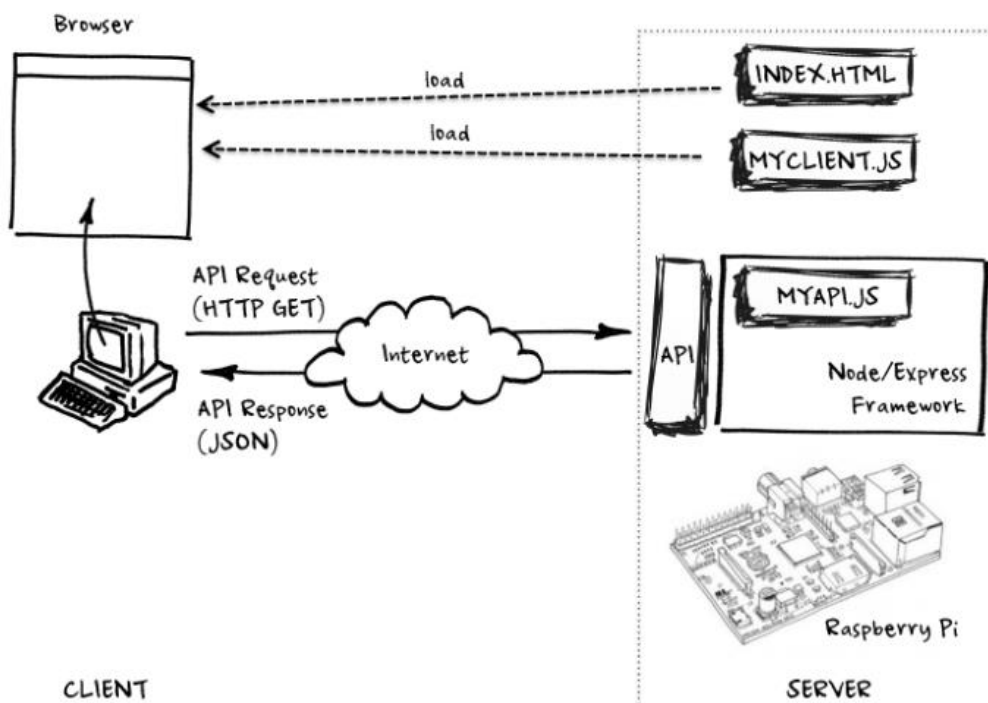 Browser
load
INDEX.HTML
load
MYCLIENT.JS
API Request
(HTTP GET)
Internet
API Response
(JSON)
API
MYAPI.JS
Node/Express
Framework
Raspberry Pi
CLIENT
SERVER